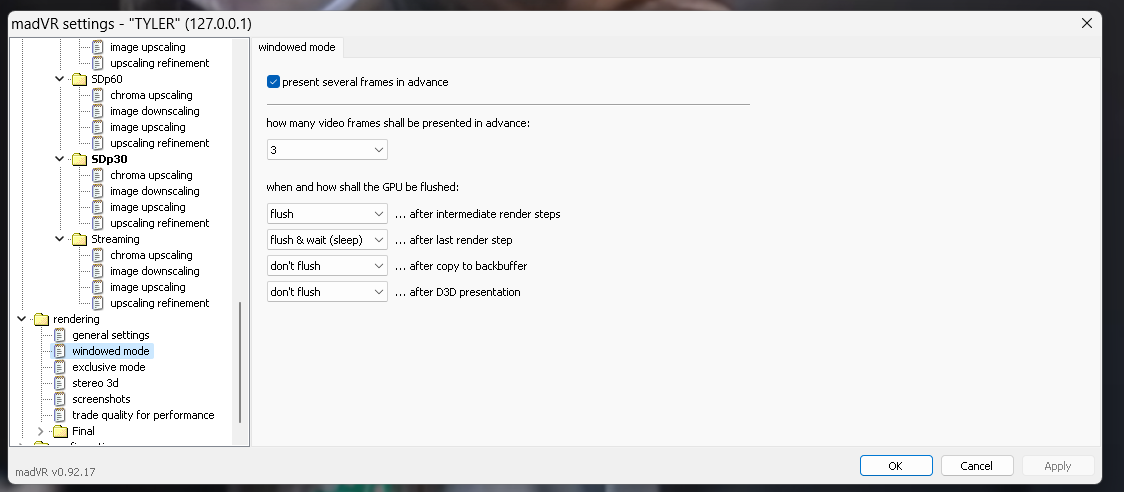 madVR settings - "TYLER" (127.0.0.1)
image upscaling
upscaling refinement
SDp60
chroma upscaling
image downscaling
image upscaling
upscaling refinement
SDp30
chroma upscaling
image downscaling
image upscaling
upscaling refinement
Streaming
chroma upscaling
image downscaling
image upscaling
upscaling refinement
rendering
general settings
windowed mode
exclusive mode
stereo 3d
screenshots
trade quality for performance
Final
windowed mode
present several frames in advance
how many video frames shall be presented in advance:
3
when and how shall the GPU be flushed:
flush ... after intermediate render steps
flush & wait (sleep) ... after last render step
don't flush ... after copy to backbuffer
don't flush ... after D3D presentation
madVR v0.92.17
OK Cancel Apply